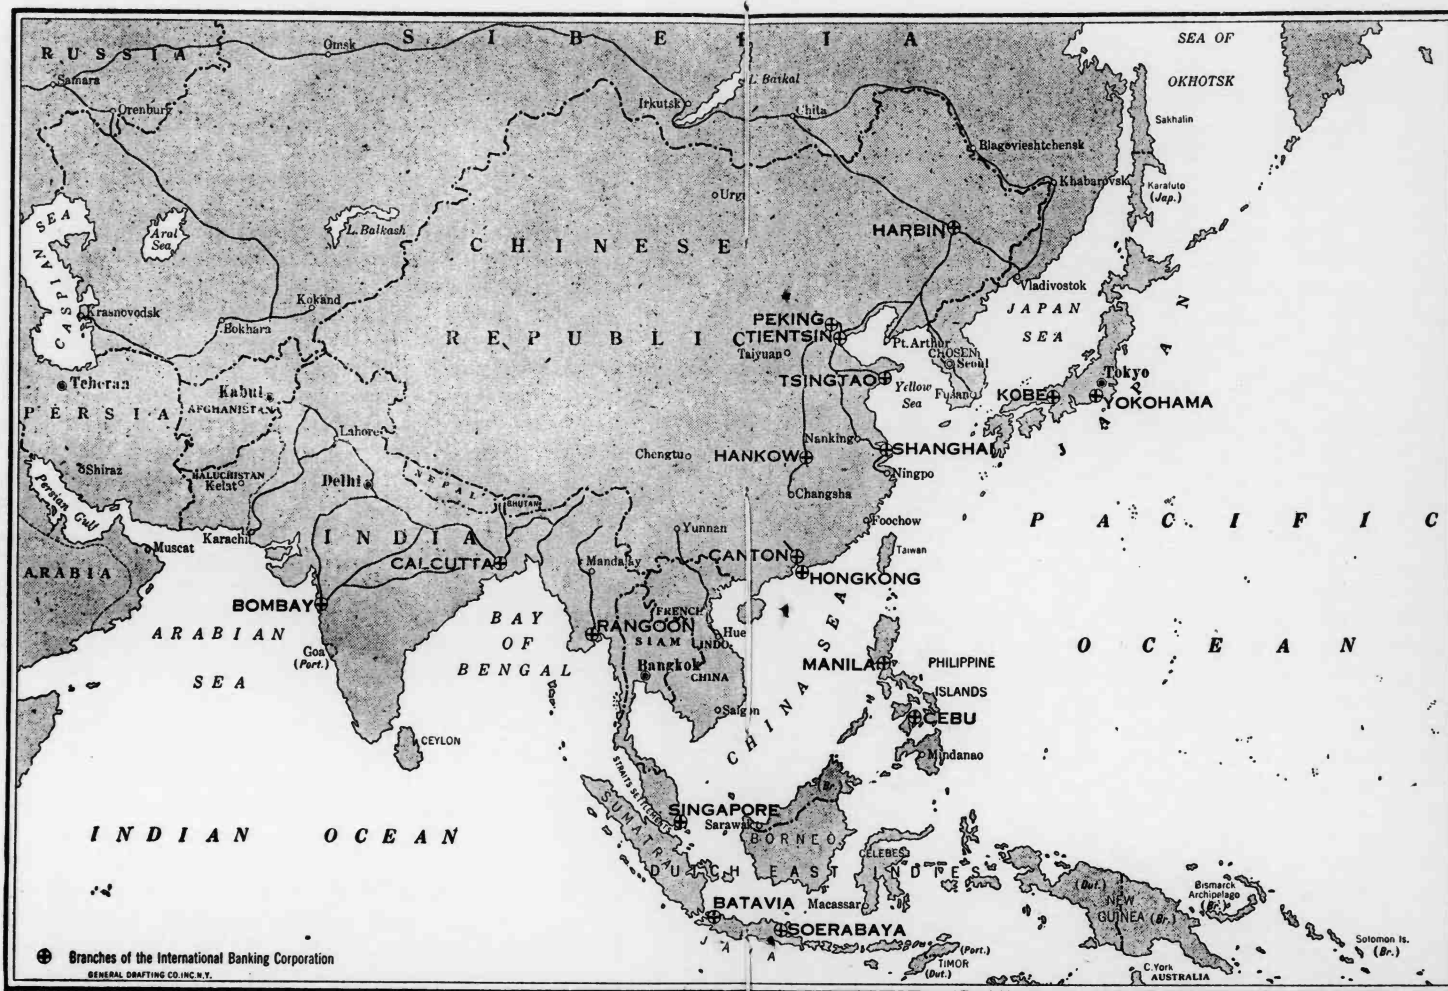 RUSSIA
SIBERIA
SEA OF
OKHOTSK
Omsk
Samara
Orenburg
Irkutsk
L. Baikal
Chita
Sakhalin
Blagovieshtchensk
Khabarovsk
Karafuto
(Jap.)
CASPIAN SEA
Aral
Sea
L. Balkash
CHINESE
HARBIN
Vladivostok
Krasnovodsk
Kokand
Bokhara
JAPAN
SEA
REPUBLIC
PEKING
TIENTSIN
Taiyuan
Pt. Arthur
CHOSEN
Seoul
Teheran
Kabul
AFGHANISTAN
PERSIA
TSINGTAO
Yellow
Sea
Fusano
KOBE
Tokyo
YOKOHAMA
JAPAN
Lahore
Nanking
SHANGHAI
Chengtu
HANKOW
Ningpo
Shiraz
BALUCHISTAN
Kelat
Delhi
NEPAL
BHUTAN
Changsha
Persian Gulf
Karachi
INDIA
Yunnan
Foochow
PACIFIC
Muscat
CALCUTTA
Mandalay
CANTON
HONGKONG
Taiwan
ARABIA
BOMBAY
ARABIAN
SEA
BAY
OF
BENGAL
RANGOON
FRENCH
SIAM
INDO
CHINA
Hue
Goa
(Port.)
Bangkok
Saigon
CHINA SEA
MANILA
PHILIPPINE
ISLANDS
OCEAN
CEBU
CEYLON
Mindanao
STRAITS SETTLEMENTS
(Br.)
INDIAN OCEAN
SUMATRA
SINGAPORE
Sarawak
BORNEO
CELEBES
DUTCH EAST INDIES
BATAVIA
Macassar
SOERABAYA
JAVA
(Dut.)
NEW
GUINEA (Br.)
Bismarck
Archipelago
(Br.)
Solomon Is.
(Br.)
(Port.)
TIMOR
(Dut.)
C. York
AUSTRALIA
Branches of the International Banking Corporation
GENERAL DRAFTING CO.INC.N.Y.